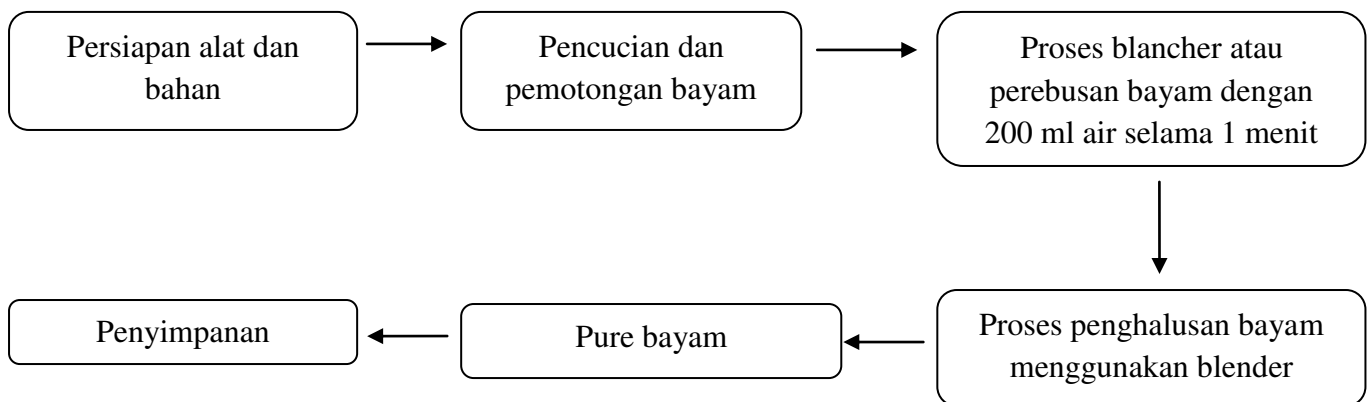 Persiapan alat dan
bahan
Pencucian dan
pemotongan bayam
Proses blancher atau
perebusan bayam dengan
200 ml air selama 1 menit
Proses penghalusan bayam
menggunakan blender
Pure bayam
Penyimpanan